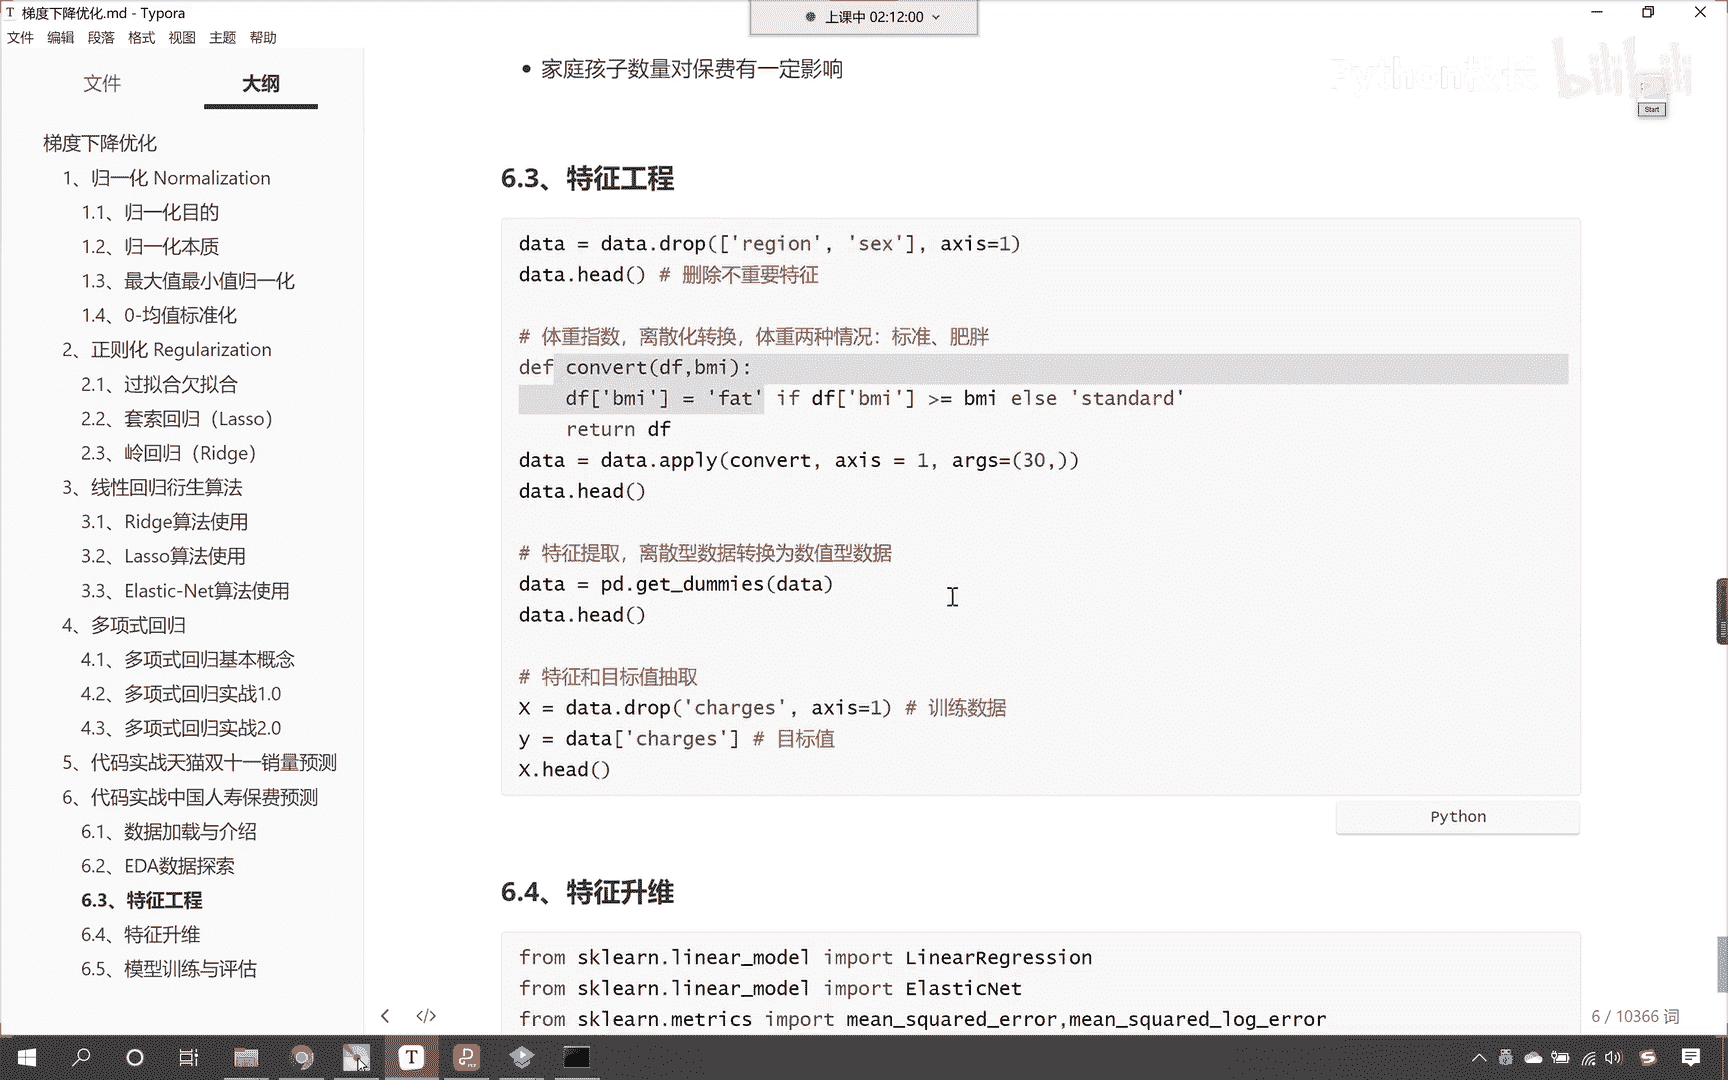 梯度下降优化.md - Typora
上课中 02:12:00
文件 编辑 段落 格式 视图 主题 帮助
文件 大纲
梯度下降优化
1、归一化 Normalization
1.1、归一化目的
1.2、归一化本质
1.3、最大值最小值归一化
1.4、0-均值标准化
2、正则化 Regularization
2.1、过拟合欠拟合
2.2、套索回归（Lasso）
2.3、岭回归（Ridge）
3、线性回归衍生算法
3.1、Ridge算法使用
3.2、Lasso算法使用
3.3、Elastic-Net算法使用
4、多项式回归
4.1、多项式回归基本概念
4.2、多项式回归实战1.0
4.3、多项式回归实战2.0
5、代码实战天猫双十一销量预测
6、代码实战中国人寿保费预测
6.1、数据加载与介绍
6.2、EDA数据探索
6.3、特征工程
6.4、特征升维
6.5、模型训练与评估
• 家庭孩子数量对保费有一定影响
bilibili
Start
6.3、特征工程
data = data.drop(['region', 'sex'], axis=1)
data.head() # 删除不重要特征
# 体重指数，离散化转换，体重两种情况：标准、肥胖
def convert(df,bmi):
    df['bmi'] = 'fat' if df['bmi'] >= bmi else 'standard'
    return df
data = data.apply(convert, axis = 1, args=(30,))
data.head()
# 特征提取，离散型数据转换为数值型数据
data = pd.get_dummies(data)
data.head()
# 特征和目标值抽取
X = data.drop('charges', axis=1) # 训练数据
y = data['charges'] # 目标值
X.head()
Python
6.4、特征升维
from sklearn.linear_model import LinearRegression
from sklearn.linear_model import ElasticNet
from sklearn.metrics import mean_squared_error,mean_squared_log_error
6 / 10366 词